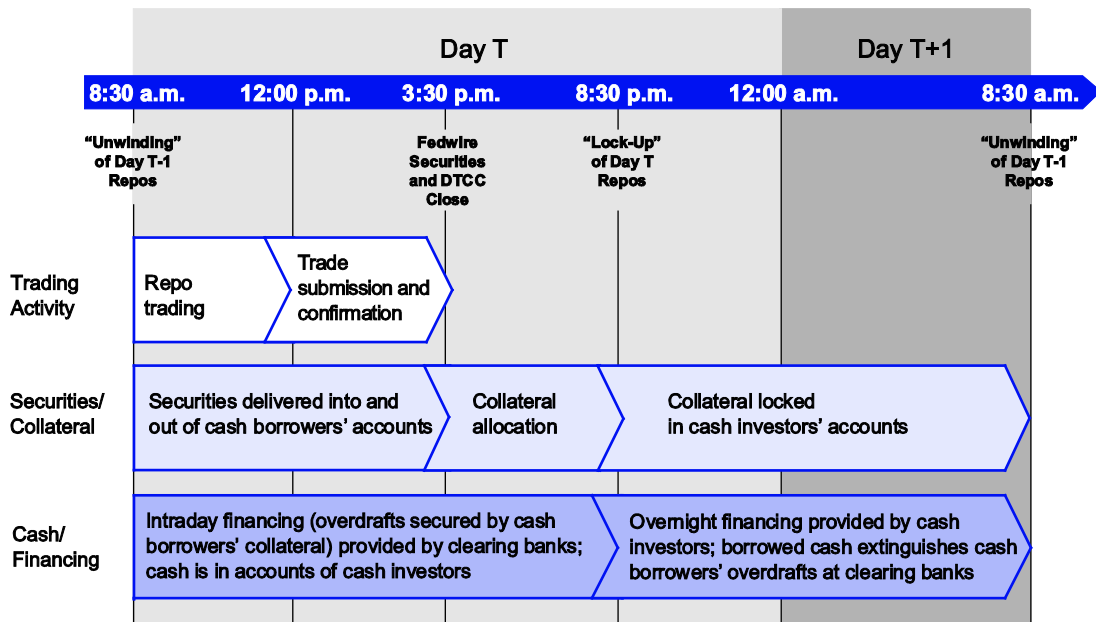 Day T
Day T+1
8:30 a.m.
12:00 p.m.
3:30 p.m.
8:30 p.m.
12:00 a.m.
8:30 a.m.
“Unwinding”
of Day T-1
Repos
Fedwire
Securities
and DTCC
Close
“Lock-Up”
of Day T
Repos
“Unwinding”
of Day T-1
Repos
Trading
Activity
Repo
trading
Trade
submission and
confirmation
Securities/
Collateral
Securities delivered into and
out of cash borrowers’ accounts
Collateral
allocation
Collateral locked
in cash investors’ accounts
Cash/
Financing
Intraday financing (overdrafts secured by cash
borrowers’ collateral) provided by clearing banks;
cash is in accounts of cash investors
Overnight financing provided by cash
investors; borrowed cash extinguishes cash
borrowers’ overdrafts at clearing banks